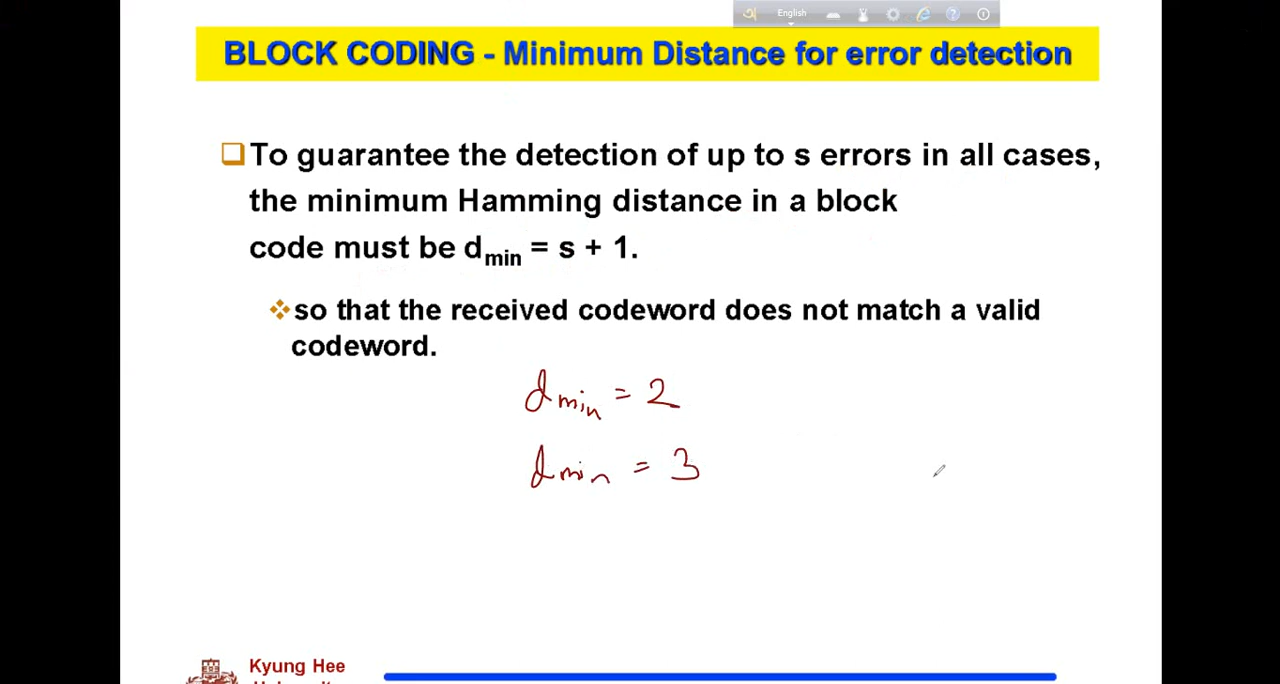 অ English
BLOCK CODING - Minimum Distance for error detection
To guarantee the detection of up to s errors in all cases,
the minimum Hamming distance in a block
code must be dmin = s + 1.
so that the received codeword does not match a valid
codeword.
dmin = 2
dmin = 3
Kyung Hee